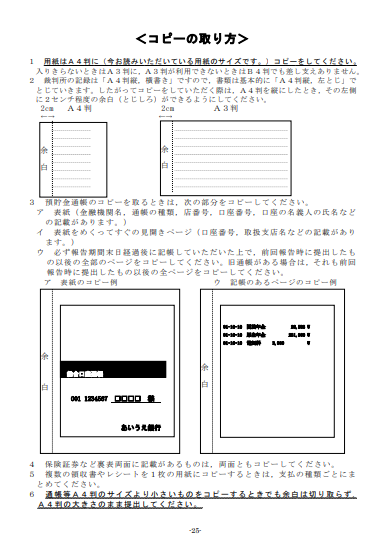 ＜コピーの取り方＞
１　用紙はＡ４判に（今お読みいただいている用紙のサイズです。）コピーをしてください。
入りきらないときはＡ３判に，Ａ３判が利用できないときはＢ４判でも差し支えありません。
２　裁判所の記録は「Ａ４判縦，横書き」ですので，書類は基本的に「Ａ４判縦，左とじ」で
とじていきます。したがってコピーをしていただく際は，Ａ４判を縦にしたとき，その左側
に２センチ程度の余白（とじしろ）ができるようにしてください。
2cm　Ａ４判　2cm　Ａ３判
←→　←→
余白　余白
３　預貯金通帳のコピーを取るときは，次の部分をコピーしてください。
ア　表紙（金融機関名，通帳の種類，店番号，口座番号，口座の名義人の氏名など
の記載があります。）
イ　表紙をめくってすぐの見開きページ（口座番号，取扱支店名などの記載があり
ます。）
ウ　必ず報告期間末日経過後に記帳していただいた上で，前回報告時に提出したも
の以後の全部のページをコピーしてください。旧通帳がある場合は，それも前回
報告時に提出したもの以後の全ページをコピーしてください。
ア　表紙のコピー例　ウ　記帳のあるページのコピー例
余白　余白
総合口座通帳
001 1234567 □□□□ 様
あいうえ銀行
４　保険証券など裏表両面に記載があるものは，両面ともコピーしてください。
５　複数の領収書やレシートを１枚の用紙にコピーするときは，支払の種類ごとにま
とめてください。
６　通帳等Ａ４判のサイズより小さいものをコピーするときでも余白は切り取らず，
Ａ４判の大きさのまま提出してください。
-25-